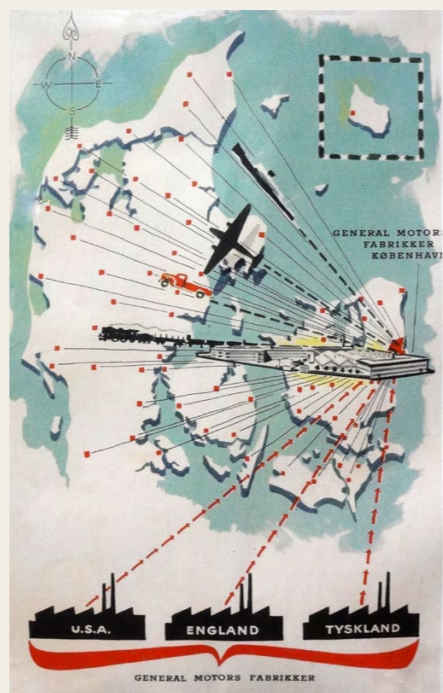 N
W E
S
GENERAL MOTORS
FABRIKKER
KØBENHAVN
U.S.A.
ENGLAND
TYSKLAND
GENERAL MOTORS FABRIKKER